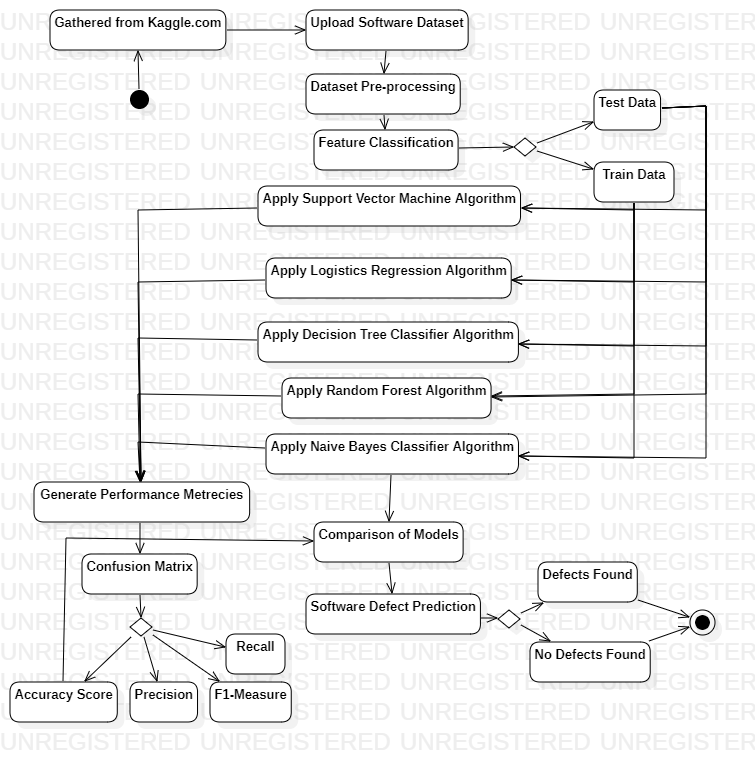 Gathered from Kaggle.com
Upload Software Dataset
Dataset Pre-processing
Feature Classification
Test Data
Train Data
Apply Support Vector Machine Algorithm
Apply Logistics Regression Algorithm
Apply Decision Tree Classifier Algorithm
Apply Random Forest Algorithm
Apply Naive Bayes Classifier Algorithm
Generate Performance Metrecies
Comparison of Models
Confusion Matrix
Defects Found
Software Defect Prediction
Recall
No Defects Found
Accuracy Score
Precision
F1-Measure
UNREGISTERED